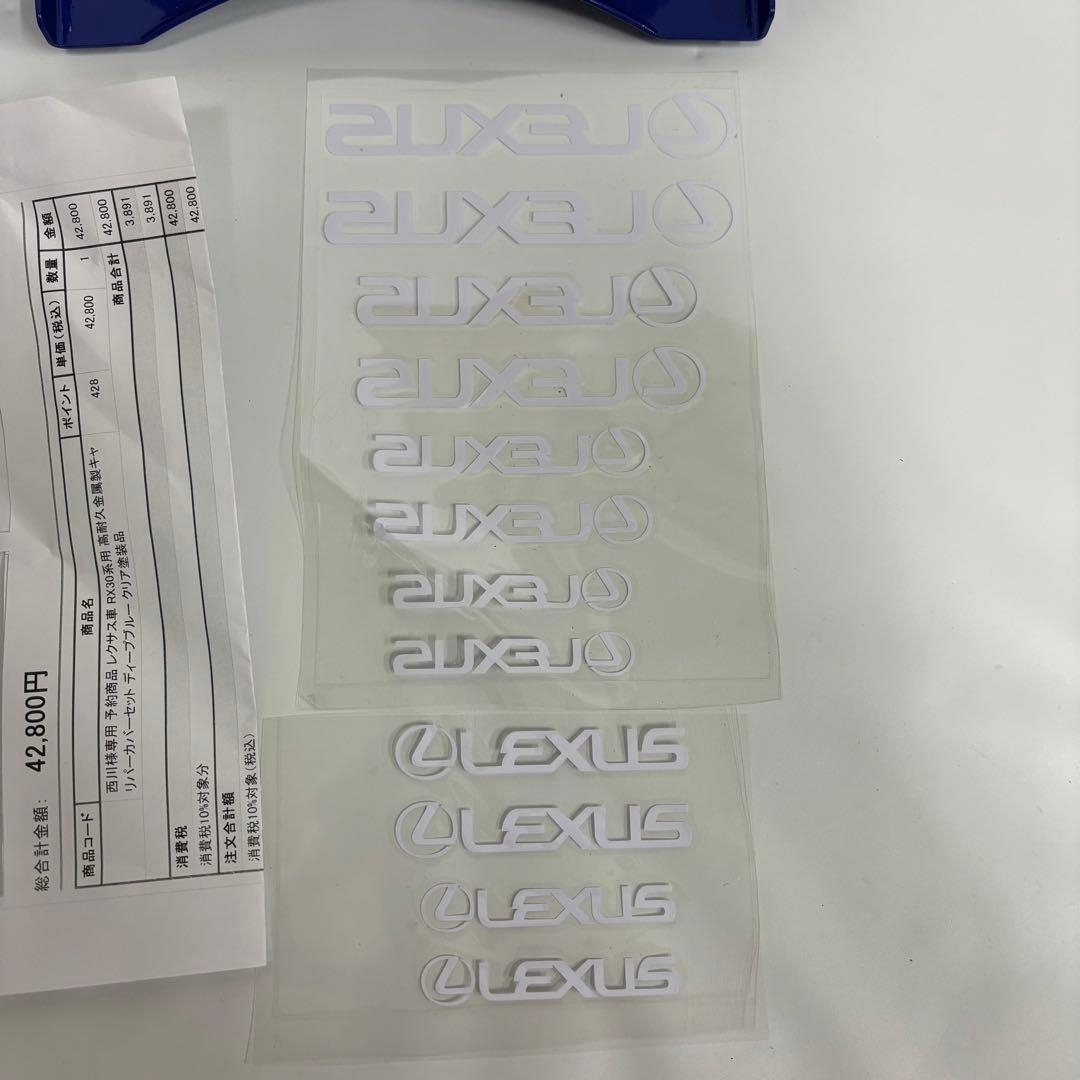 総合計金額: 42,800円
商品コード 商品名 ポイント 単価(税込) 数量 金額
西川様専用 予約商品 レクサス車 RX30系用 高耐久金属製キャ 428 42,800 1 42,800
リパーカバーセット ディープブルー クリア塗装品
商品合計 42,800
消費税 3,891
消費税10%対象分 3,891
注文合計額 42,800
消費税10%対象(税込) 42,800
LEXUS
LEXUS
LEXUS
LEXUS
LEXUS
LEXUS
LEXUS
LEXUS
LEXUS
LEXUS
LEXUS
LEXUS